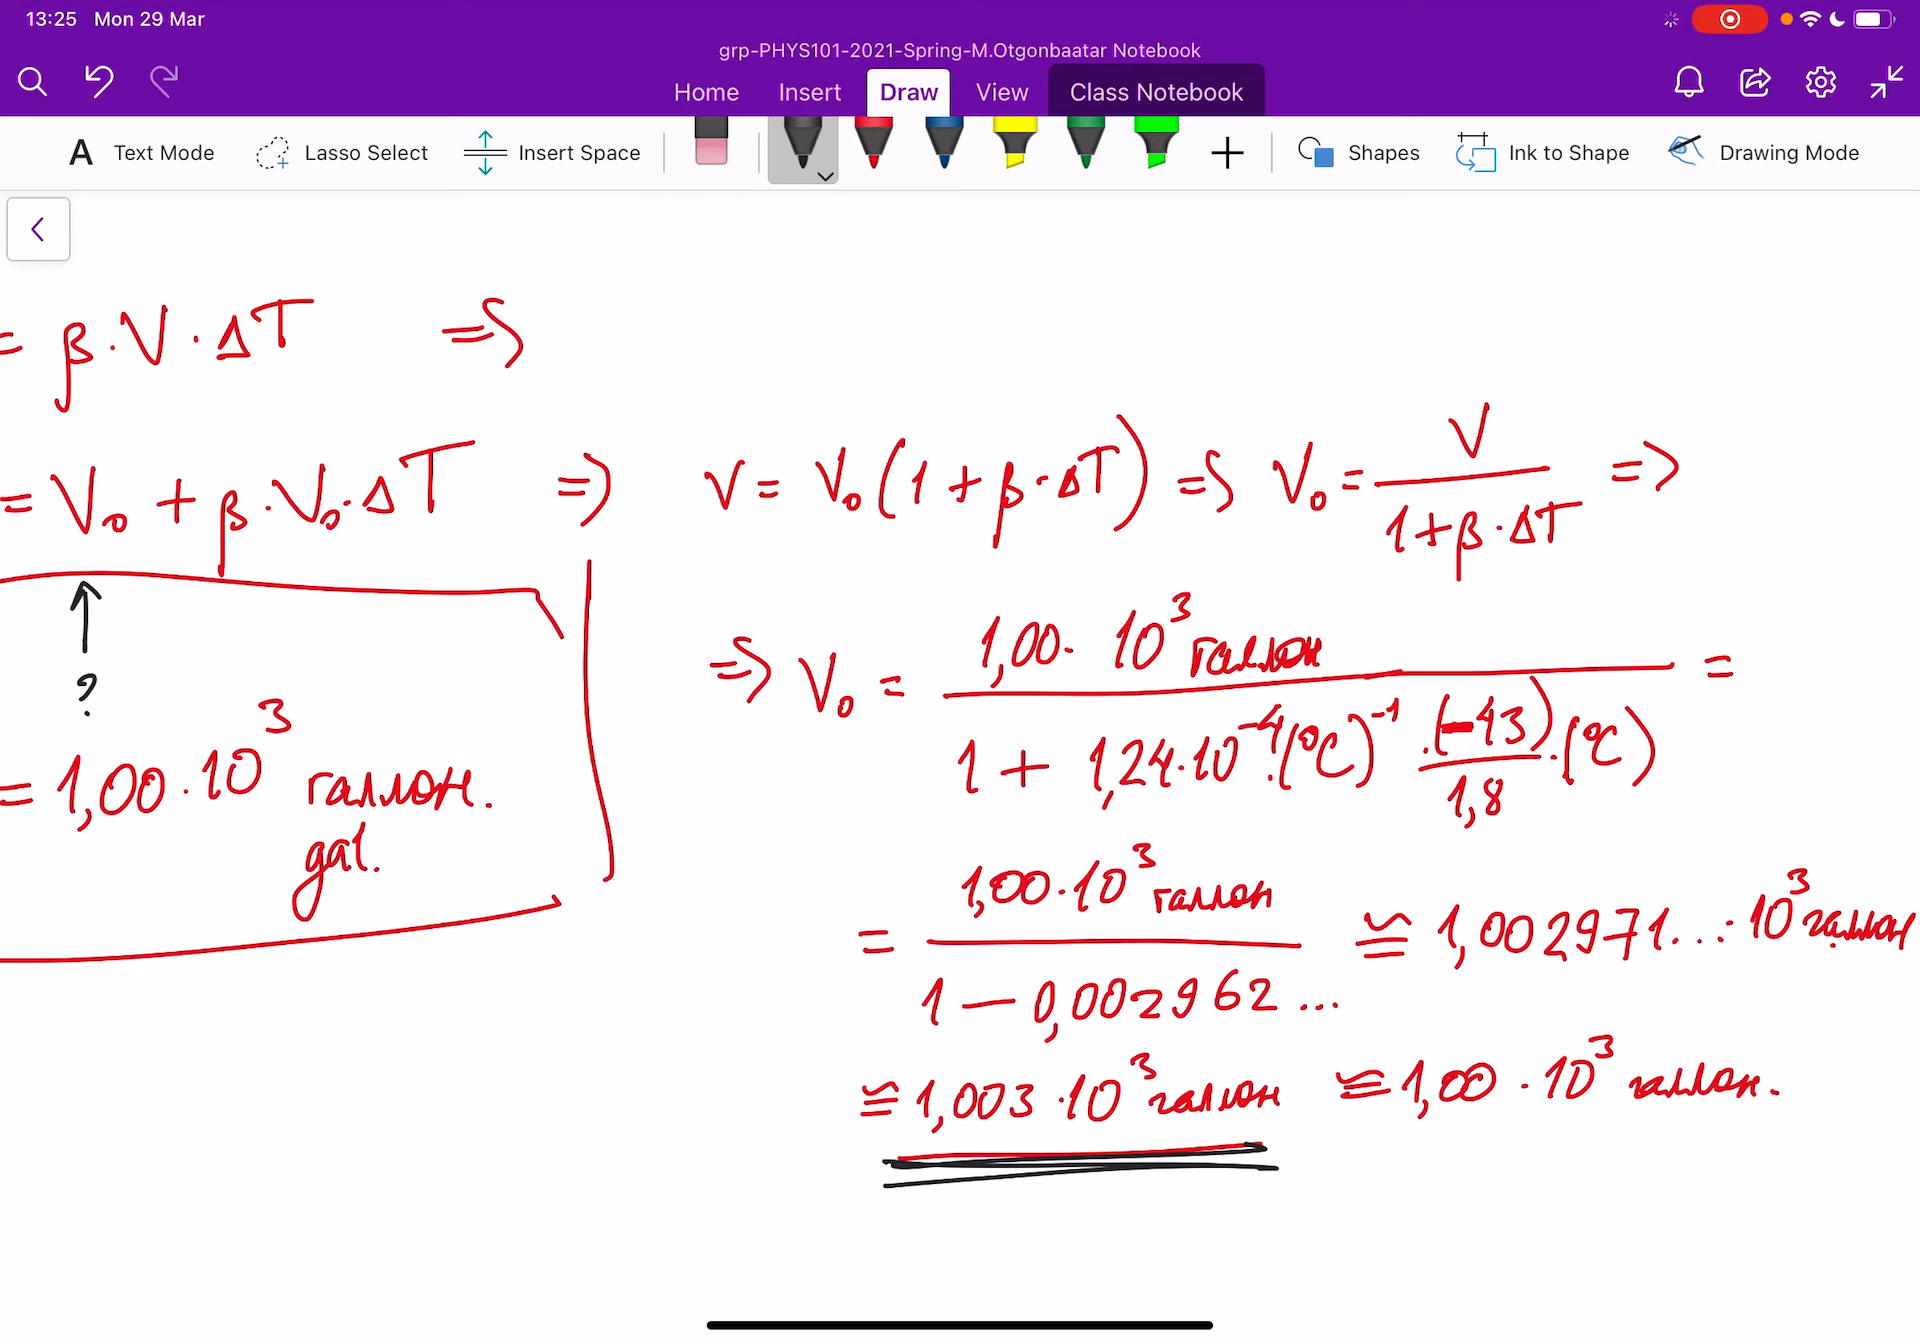 13:25 Mon 29 Mar
grp-PHYS101-2021-Spring-M.Otgonbaatar Notebook
Home Insert Draw View Class Notebook
A Text Mode Lasso Select Insert Space Shapes Ink to Shape Drawing Mode
= β · V · ΔT =>
= V₀ + β · V₀ · ΔT =>
?
= 1,00 · 10³ галлон.
gal.
V = V₀ (1 + β · ΔT) => V₀ = V / (1 + β · ΔT) =>
=> V₀ = 1,00 · 10³ галлон / (1 + 1,24 · 10⁻⁴ · (°C)⁻¹ · (-43)/1,8 · (°C)) =
= 1,00 · 10³ галлон / (1 — 0,002962 ...) ≅ 1,002971... · 10³ галлон
≅ 1,003 · 10³ галлон ≅ 1,00 · 10³ галлон.